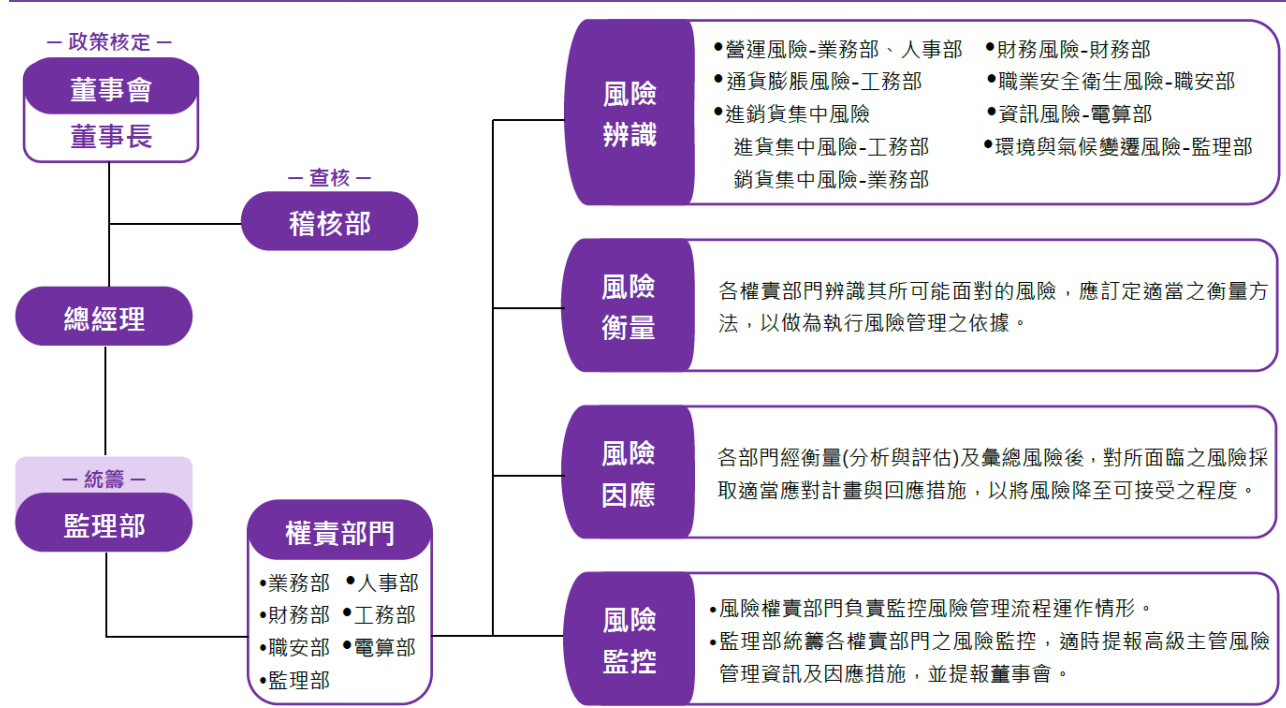 －政策核定－
董事會
董事長
－查核－
稽核部
總經理
－統籌－
監理部
權責部門
•業務部 •人事部
•財務部 •工務部
•職安部 •電算部
•監理部
風險
辨識
•營運風險-業務部、人事部 •財務風險-財務部
•通貨膨脹風險-工務部 •職業安全衛生風險-職安部
•進銷貨集中風險 •資訊風險-電算部
進貨集中風險-工務部 •環境與氣候變遷風險-監理部
銷貨集中風險-業務部
風險
衡量
各權責部門辨識其所可能面對的風險，應訂定適當之衡量方
法，以做為執行風險管理之依據。
風險
因應
各部門經衡量(分析與評估)及彙總風險後，對所面臨之風險採
取適當應對計畫與回應措施，以將風險降至可接受之程度。
風險
監控
•風險權責部門負責監控風險管理流程運作情形。
•監理部統籌各權責部門之風險監控，適時提報高級主管風險
管理資訊及因應措施，並提報董事會。